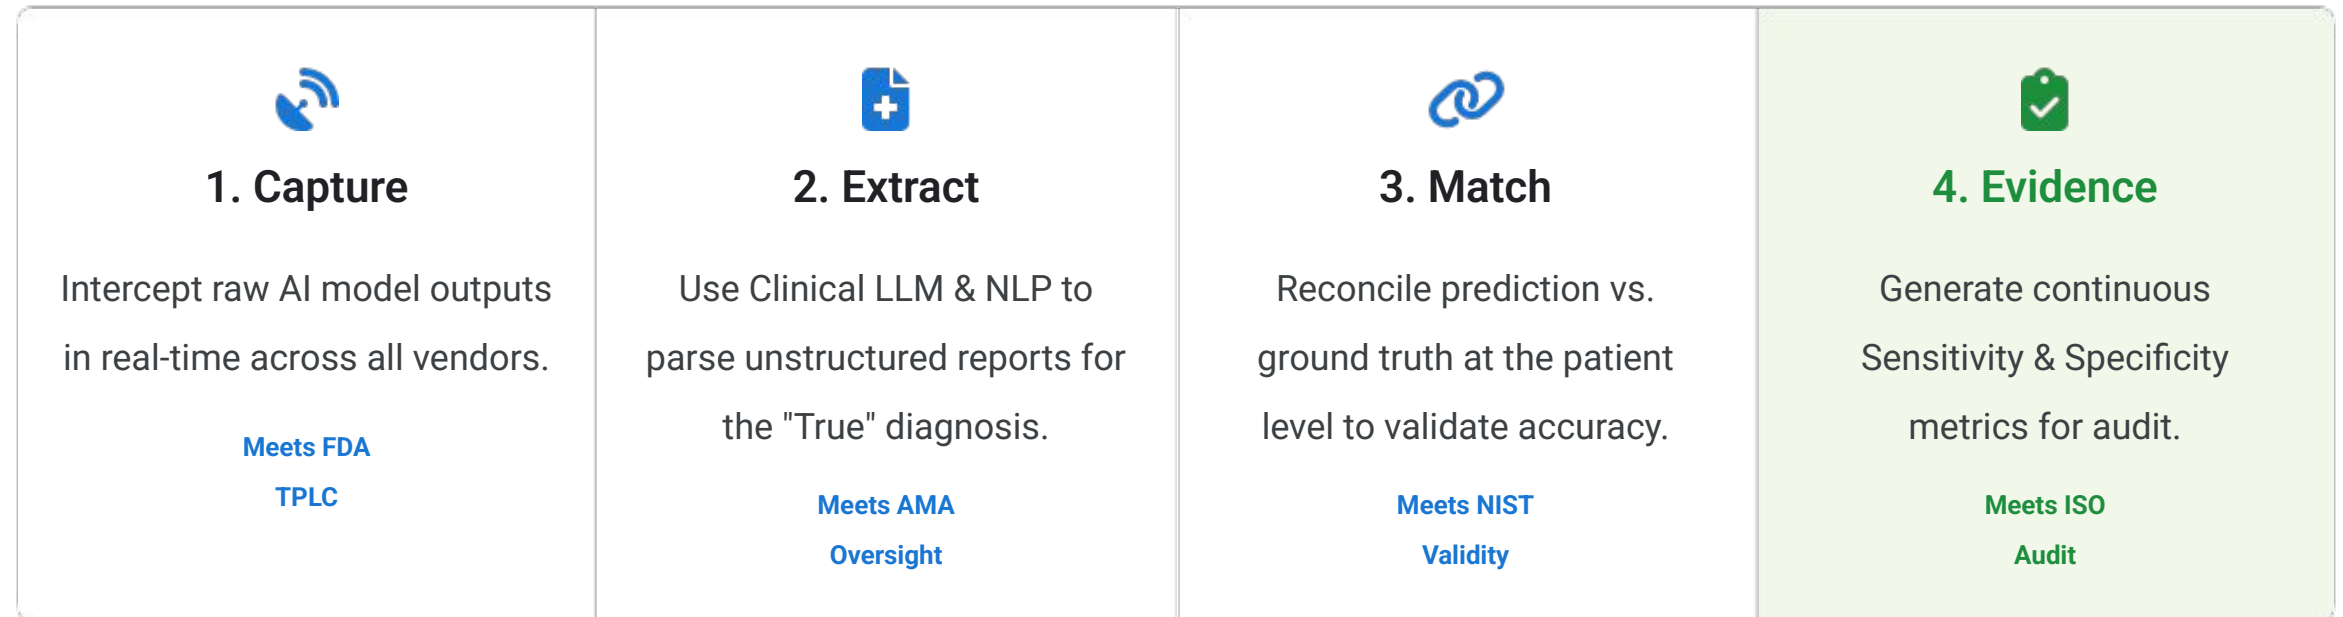 1. Capture
Intercept raw AI model outputs
in real-time across all vendors.
Meets FDA
TPLC
2. Extract
Use Clinical LLM & NLP to
parse unstructured reports for
the "True" diagnosis.
Meets AMA
Oversight
3. Match
Reconcile prediction vs.
ground truth at the patient
level to validate accuracy.
Meets NIST
Validity
4. Evidence
Generate continuous
Sensitivity & Specificity
metrics for audit.
Meets ISO
Audit